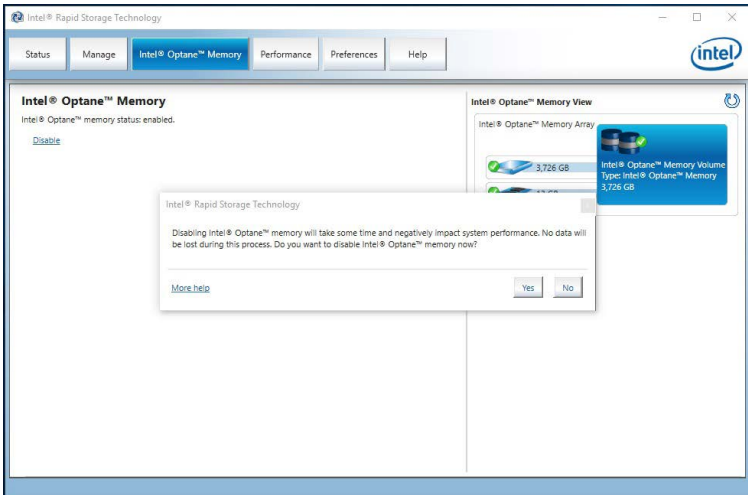 Intel® Rapid Storage Technology
Status
Manage
Intel® Optane™ Memory
Performance
Preferences
Help
intel
Intel® Optane™ Memory
Intel® Optane™ memory status: enabled.
Disable
Intel® Optane™ Memory View
Intel® Optane™ Memory Array
3,726 GB
Intel® Optane™ Memory Volume
Type: Intel® Optane™ Memory
3,726 GB
Intel® Rapid Storage Technology
Disabling Intel® Optane™ memory will take some time and negatively impact system performance. No data will
be lost during this process. Do you want to disable Intel® Optane™ memory now?
More help
Yes
No